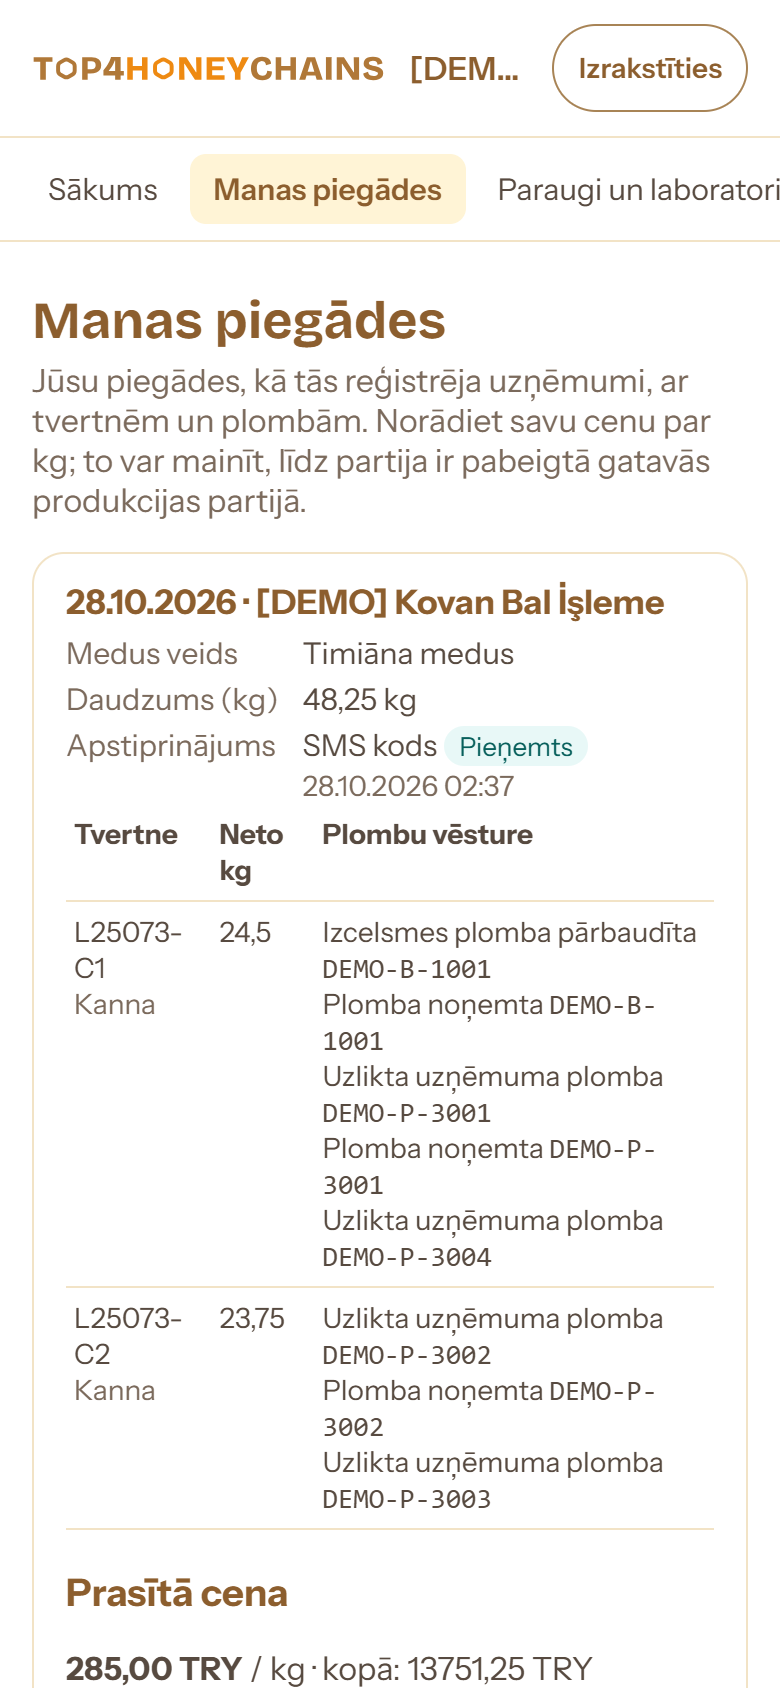 TOP4HONEYCHAINS [DEM... Izrakstīties
Sākums Manas piegādes Paraugi un laboratori
Manas piegādes
Jūsu piegādes, kā tās reģistrēja uzņēmumi, ar
tvertnēm un plombām. Norādiet savu cenu par
kg; to var mainīt, līdz partija ir pabeigtā gatavās
produkcijas partijā.
28.10.2026 · [DEMO] Kovan Bal İşleme
Medus veids Timiāna medus
Daudzums (kg) 48,25 kg
Apstiprinājums SMS kods Pieņemts
28.10.2026 02:37
Tvertne Neto kg Plombu vēsture
L25073-C1 24,5 Izcelsmes plomba pārbaudīta
Kanna
DEMO-B-1001
Plomba noņemta DEMO-B-
1001
Uzlikta uzņēmuma plomba
DEMO-P-3001
Plomba noņemta DEMO-P-
3001
Uzlikta uzņēmuma plomba
DEMO-P-3004
L25073-C2 23,75 Uzlikta uzņēmuma plomba
Kanna
DEMO-P-3002
Plomba noņemta DEMO-P-
3002
Uzlikta uzņēmuma plomba
DEMO-P-3003
Prasītā cena
285,00 TRY / kg · kopā: 13751,25 TRY